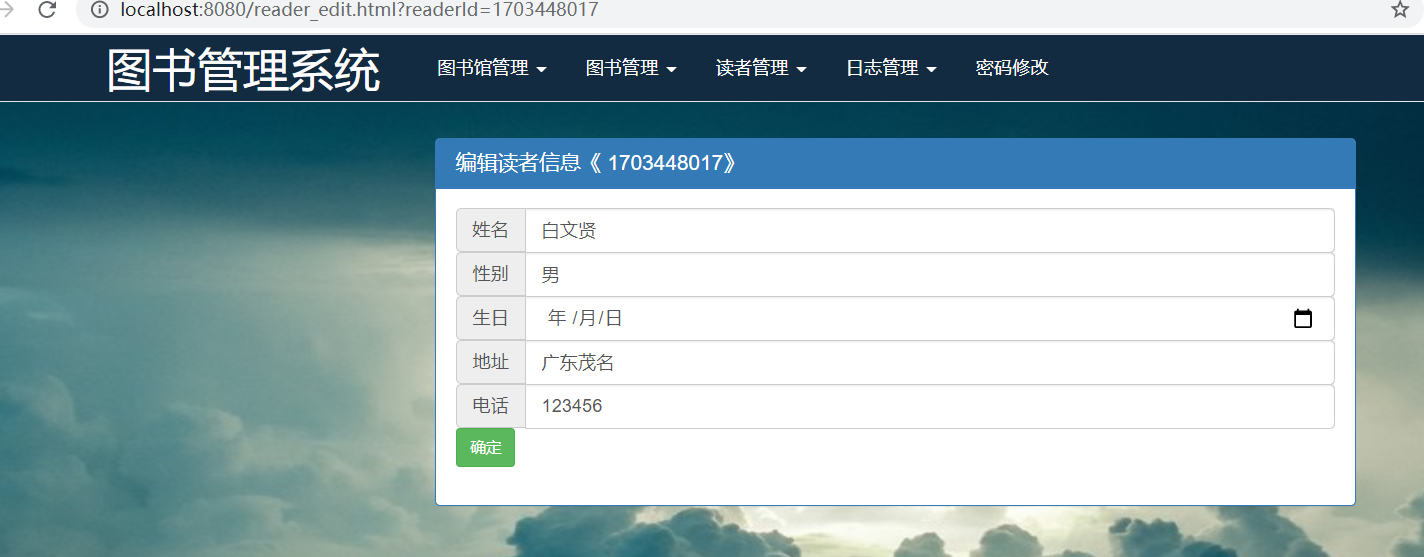 localhost:8080/reader_edit.html?readerId=1703448017
图书管理系统 图书馆管理 图书管理 读者管理 日志管理 密码修改
编辑读者信息《 1703448017》
姓名 白文贤
性别 男
生日 年 /月/日
地址 广东茂名
电话 123456
确定